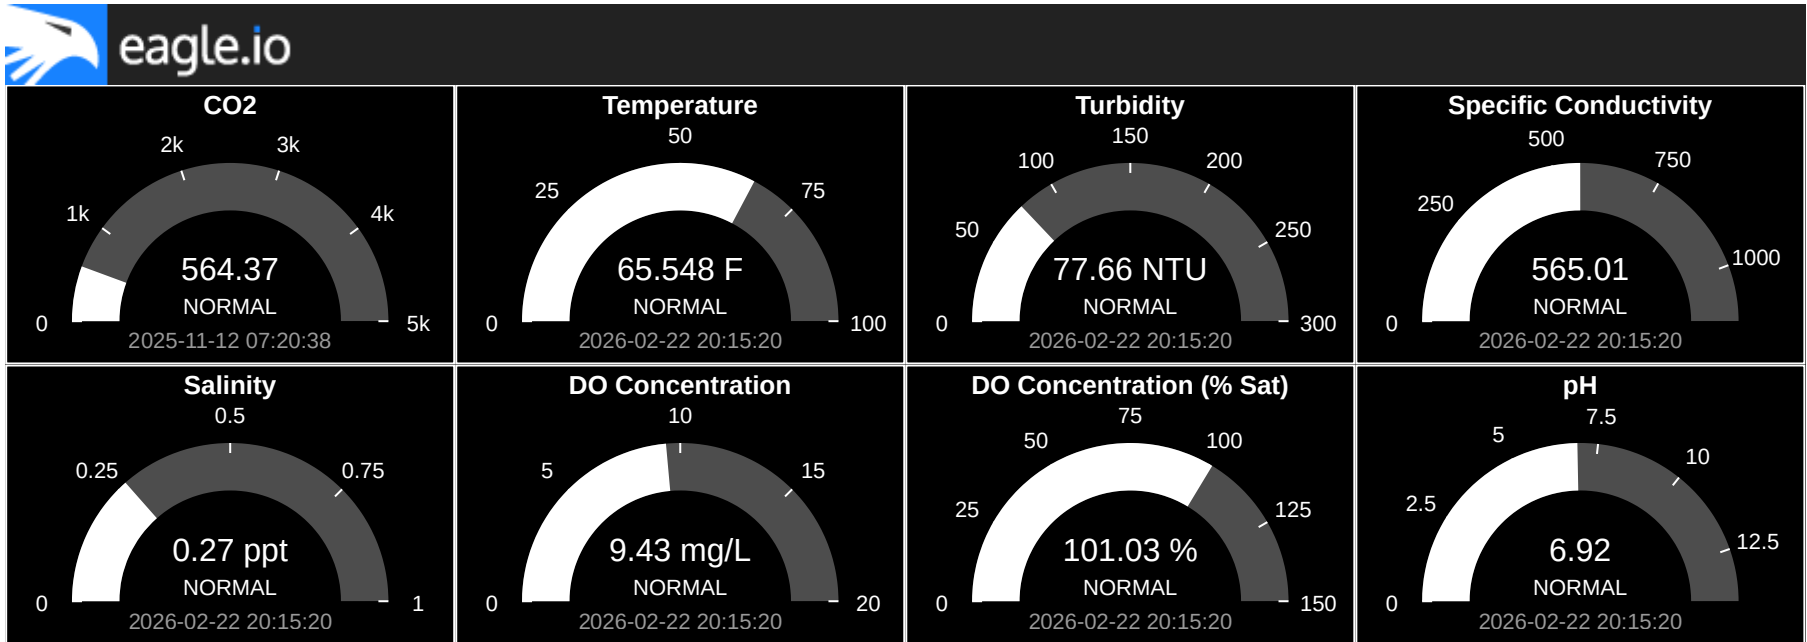 eagle.io
CO2
2k
3k
1k
4k
564.37
NORMAL
0
5k
2025-11-12 07:20:38
Temperature
50
25
75
65.548 F
NORMAL
0
100
2026-02-22 20:15:20
Turbidity
150
100
200
50
250
77.66 NTU
NORMAL
0
300
2026-02-22 20:15:20
Specific Conductivity
500
750
250
1000
565.01
NORMAL
0
2026-02-22 20:15:20
Salinity
0.5
0.25
0.75
0.27 ppt
NORMAL
0
1
2026-02-22 20:15:20
DO Concentration
10
5
15
9.43 mg/L
NORMAL
0
20
2026-02-22 20:15:20
DO Concentration (% Sat)
75
50
100
25
125
101.03 %
NORMAL
0
150
2026-02-22 20:15:20
pH
7.5
5
10
2.5
12.5
6.92
NORMAL
0
2026-02-22 20:15:20